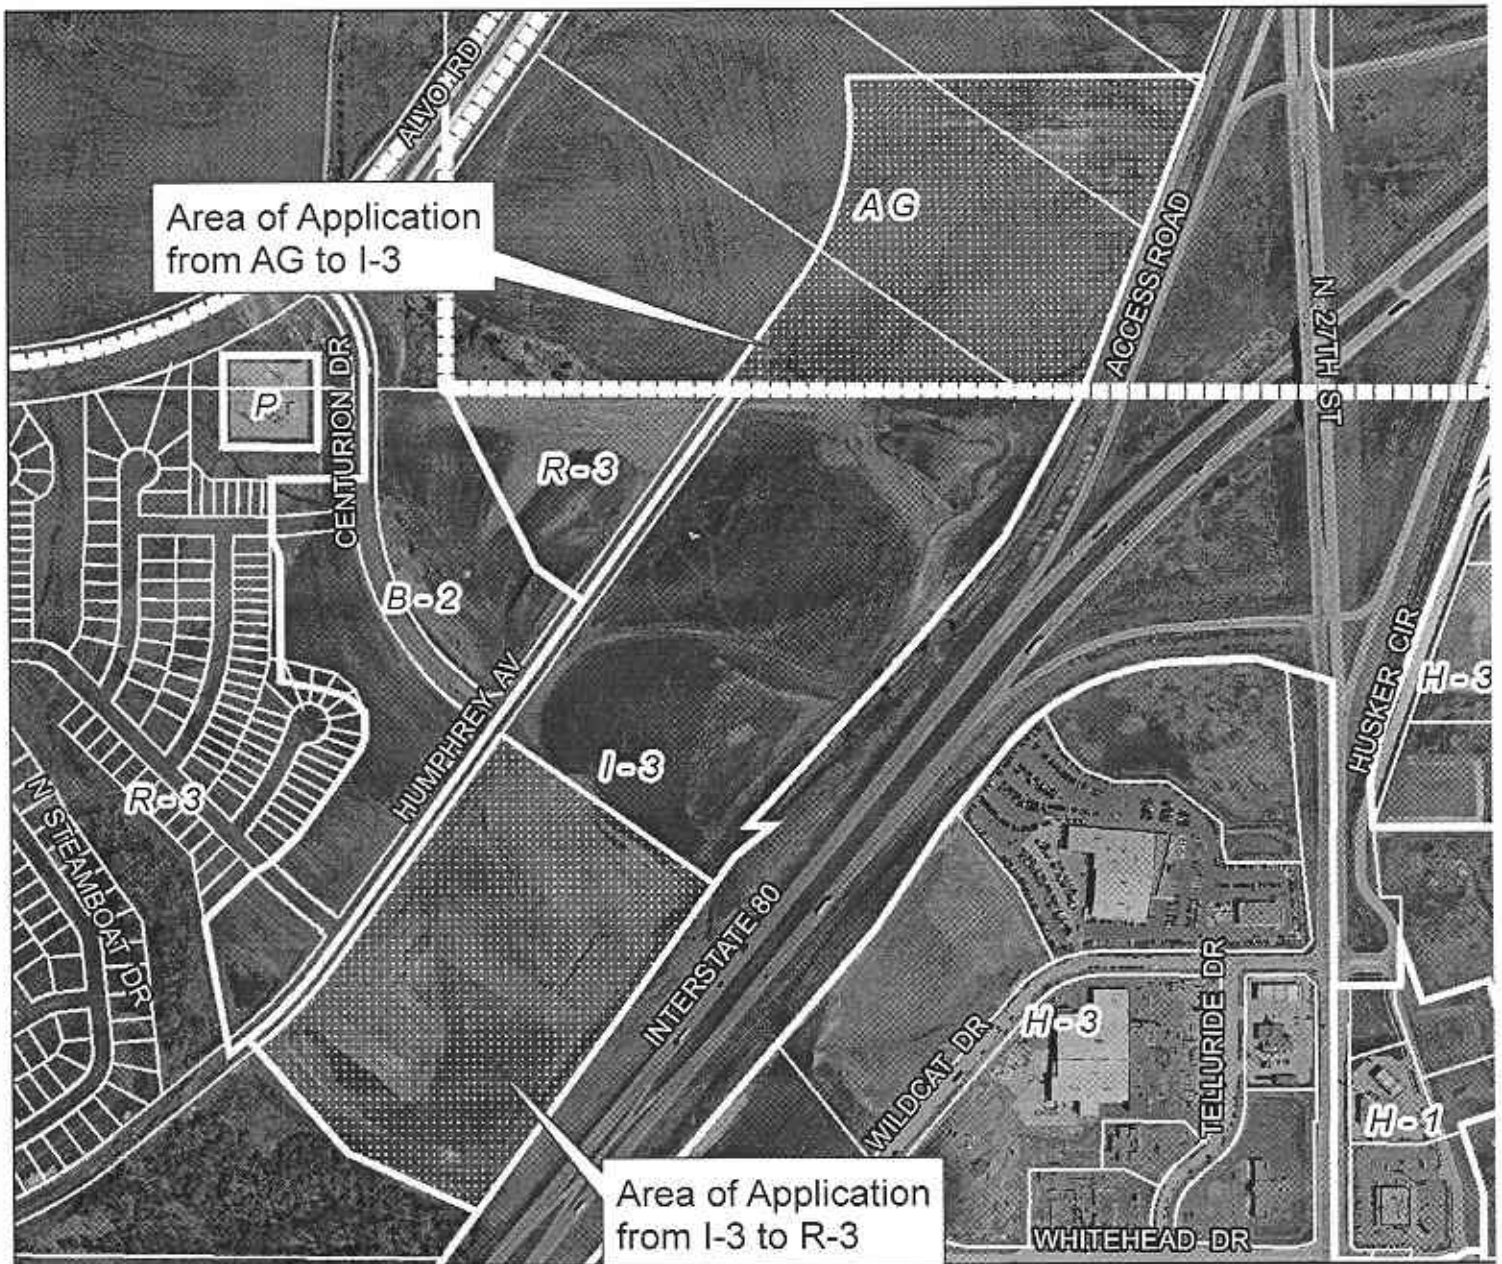 ALVO RD
Area of Application
from AG to I-3
AG
ACCESS ROAD
N 27TH ST
P
CENTURION DR
R-3
B-2
HUMPHREY AV
I-3
HUSKER CIR
H-3
R-3
N STEAMBOAT DR
INTERSTATE 80
WILDCAT DR
H-3
TELLURIDE DR
H-1
Area of Application
from I-3 to R-3
WHITEHEAD DR